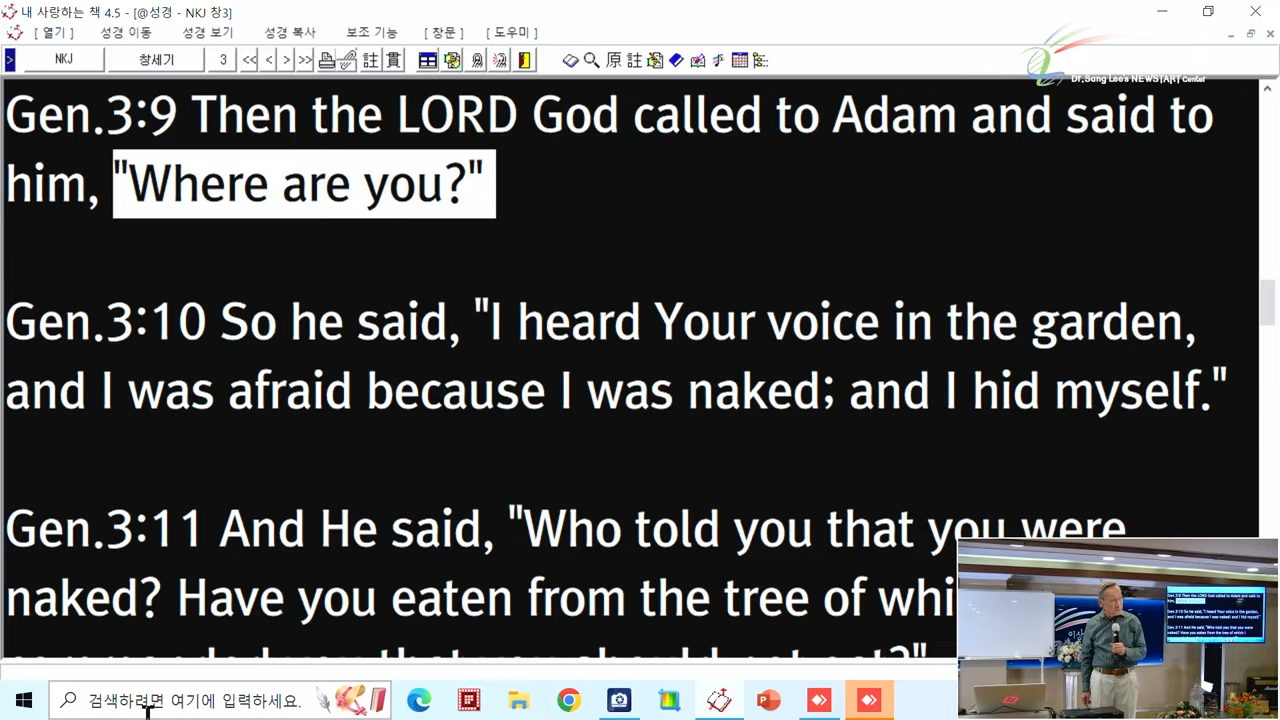 내 사랑하는 책 4.5 - [@성경 - NKJ 창3]
[ 열기 ] 성경 이동 성경 보기 성경 복사 보조 기능 [ 창문 ] [ 도우미 ]
> NKJ 창세기 3 << < > >> 註 貫 原 註
Dr.Sang Lee's NEWSTART Center
Gen.3:9 Then the LORD God called to Adam and said to
him, "Where are you?"
Gen.3:10 So he said, "I heard Your voice in the garden,
and I was afraid because I was naked; and I hid myself."
Gen.3:11 And He said, "Who told you that you were
naked? Have you eaten from the tree of whi
검색하려면 여기에 입력하세요.